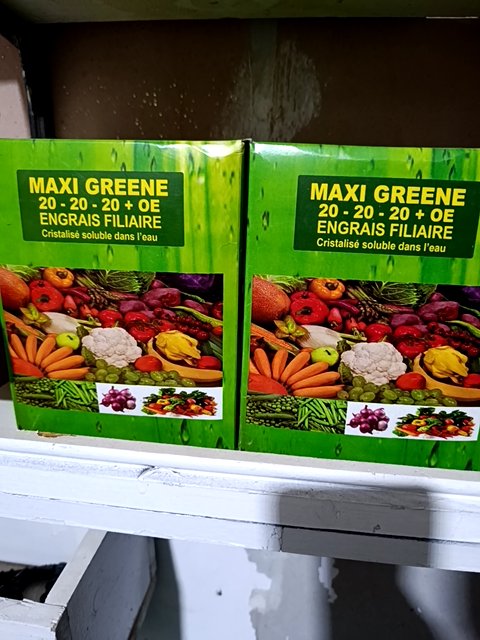 MAXI GREENE
20 - 20 - 20 + OE
ENGRAIS FILIAIRE
Cristalisé soluble dans l'eau
MAXI GREENE
20 - 20 - 20 + OE
ENGRAIS FILIAIRE
Cristalisé soluble dans l'eau